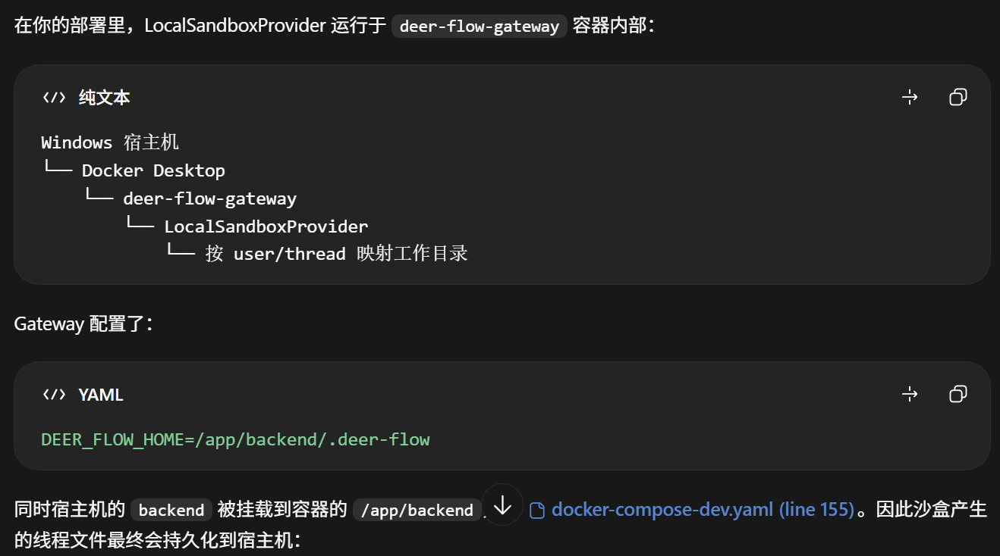 在你的部署里，LocalSandboxProvider 运行于 deer-flow-gateway 容器内部：
</> 纯文本
Windows 宿主机
└── Docker Desktop
    └── deer-flow-gateway
        └── LocalSandboxProvider
            └── 按 user/thread 映射工作目录
Gateway 配置了：
</> YAML
DEER_FLOW_HOME=/app/backend/.deer-flow
同时宿主机的 backend 被挂载到容器的 /app/backend docker-compose-dev.yaml (line 155)。因此沙盒产生
的线程文件最终会持久化到宿主机：